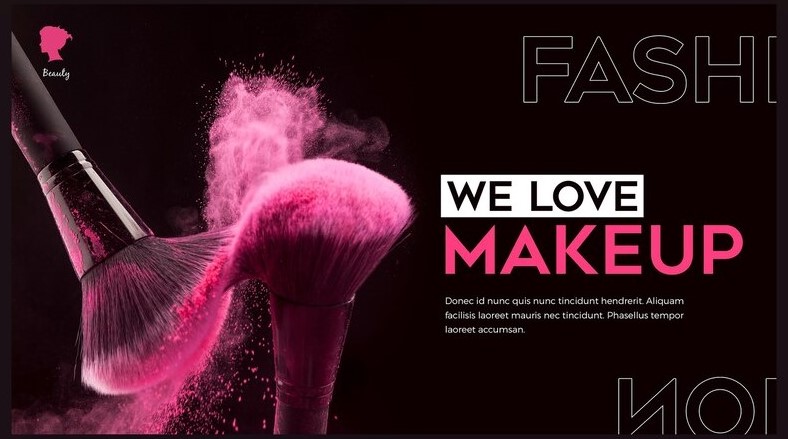 Beauty
FASHI
WE LOVE
MAKEUP
Donec id nunc quis nunc tincidunt hendrerit. Aliquam
facilisis laoreet mauris nec tincidunt. Phasellus tempor
laoreet accumsan.
ION